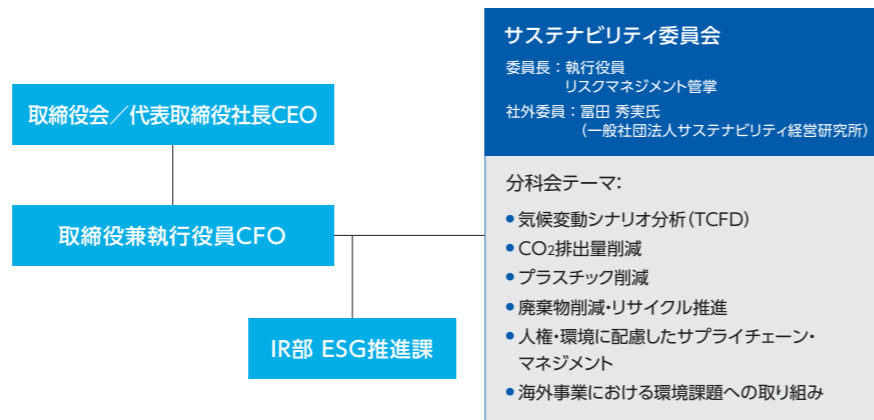 取締役会／代表取締役社長CEO
取締役兼執行役員CFO
IR部 ESG推進課
サステナビリティ委員会
委員長：執行役員
リスクマネジメント管掌
社外委員：冨田 秀実氏
（一般社団法人サステナビリティ経営研究所）
分科会テーマ：
●気候変動シナリオ分析（TCFD）
●CO2排出量削減
●プラスチック削減
●廃棄物削減・リサイクル推進
●人権・環境に配慮したサプライチェーン・
マネジメント
●海外事業における環境課題への取り組み